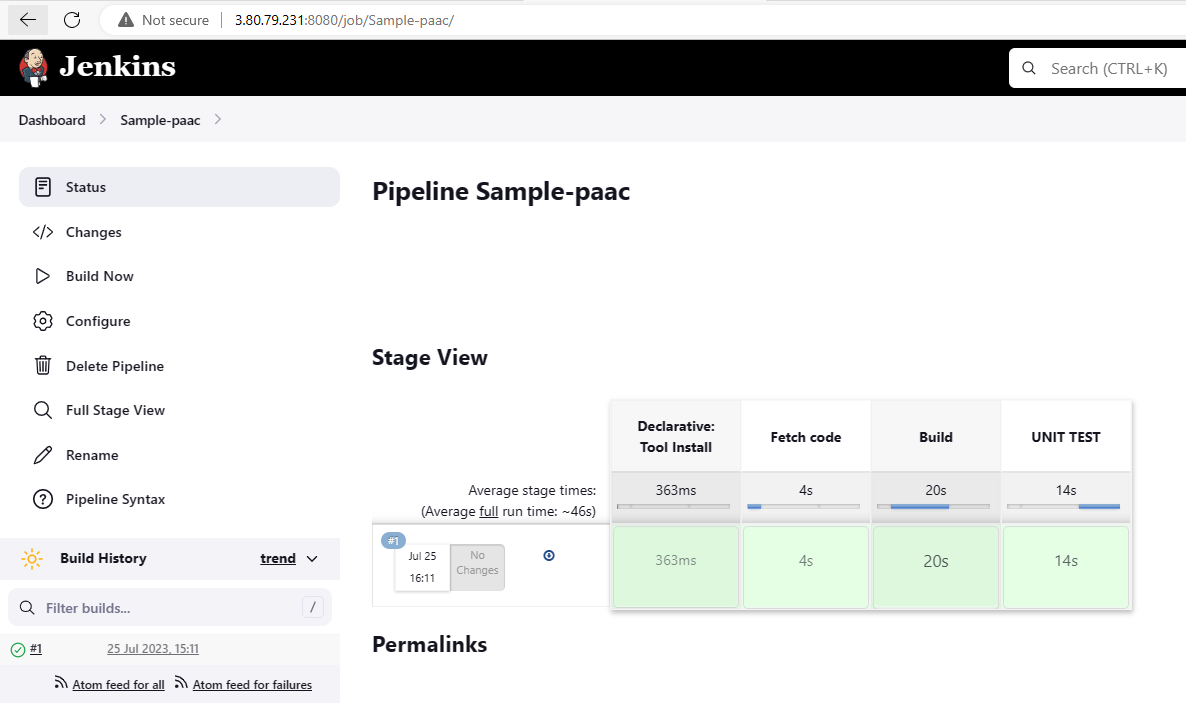 Not secure | 3.80.79.231:8080/job/Sample-paac/
Jenkins
Search (CTRL+K)
Dashboard > Sample-paac >
Status
Changes
Build Now
Configure
Delete Pipeline
Full Stage View
Rename
Pipeline Syntax
Build History trend
Filter builds... /
#1 25 Jul 2023, 15:11
Atom feed for all Atom feed for failures
Pipeline Sample-paac
Stage View
Declarative:
Tool Install
Fetch code
Build
UNIT TEST
Average stage times:
(Average full run time: ~46s)
363ms 4s 20s 14s
#1
Jul 25
16:11
No
Changes
363ms 4s 20s 14s
Permalinks